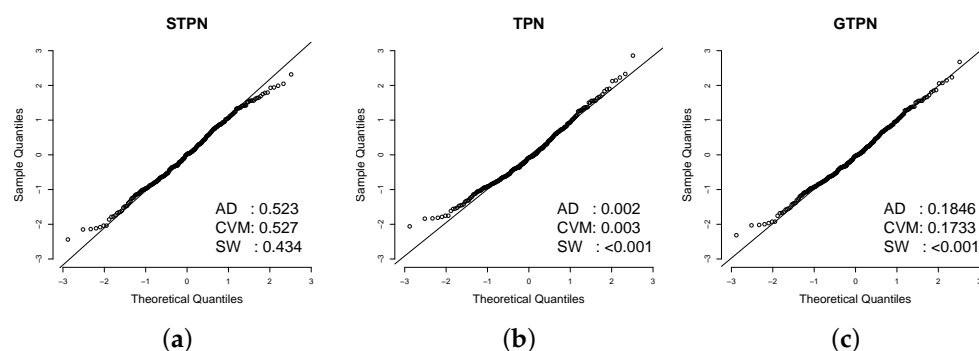 STPN
TPN
GTPN
Sample Quantiles
3
2
1
0
−1
−2
−3
AD : 0.523
CVM: 0.527
SW : 0.434
−3 −2 −1 0 1 2 3
Theoretical Quantiles
(a)
Sample Quantiles
3
2
1
0
−1
−2
−3
AD : 0.002
CVM: 0.003
SW : <0.001
−3 −2 −1 0 1 2 3
Theoretical Quantiles
(b)
Sample Quantiles
3
2
1
0
−1
−2
−3
AD : 0.1846
CVM: 0.1733
SW : <0.001
−3 −2 −1 0 1 2 3
Theoretical Quantiles
(c)